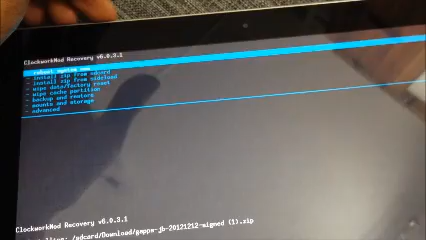 ClockworkMod Recovery v6.0.3.1
- reboot system now
- install zip from sdcard
- install zip from sideload
- wipe data/factory reset
- wipe cache partition
- backup and restore
- mounts and storage
- advanced
ClockworkMod Recovery v6.0.3.1
/sdcard/Download/gapps-jb-20121212-signed (1).zip